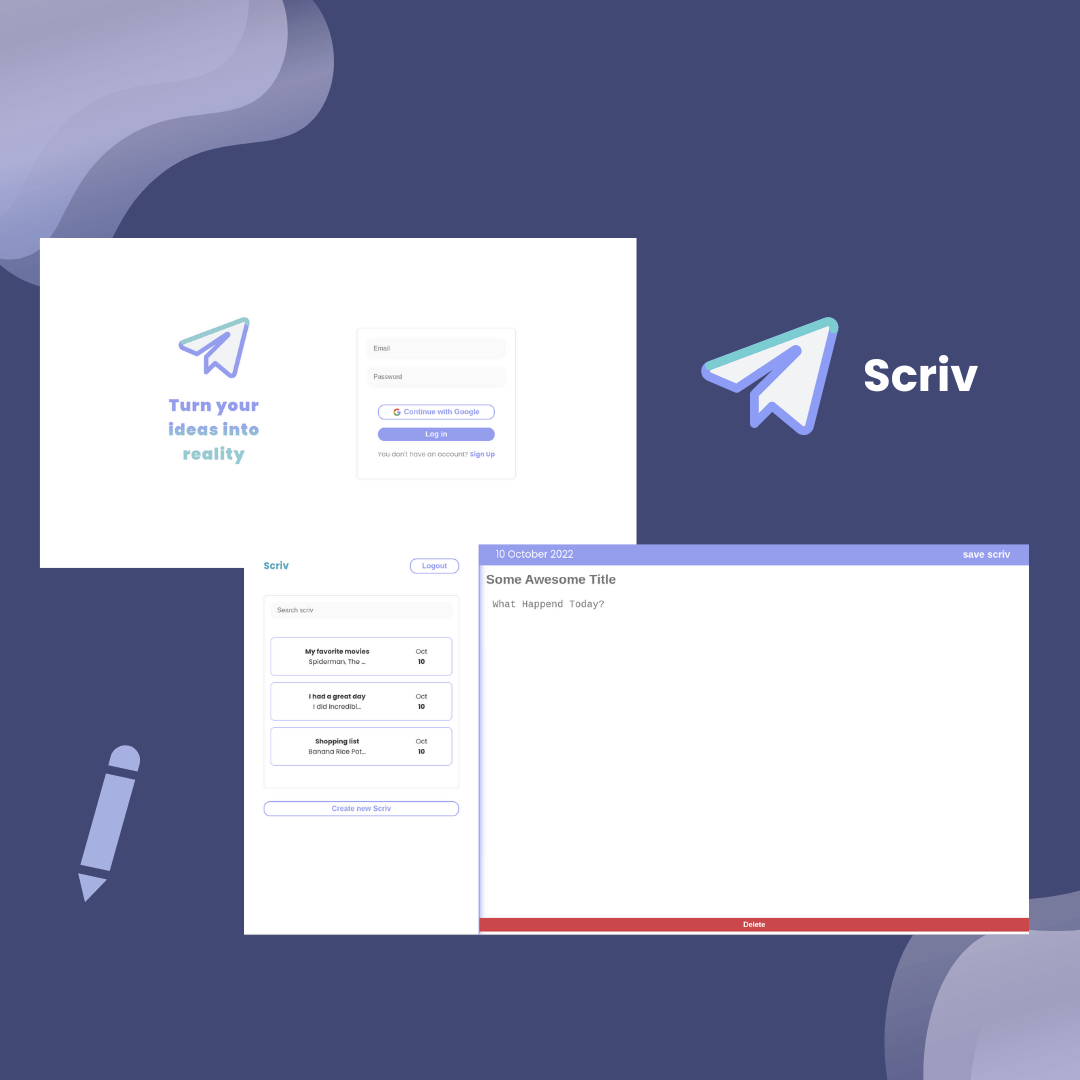 Turn your
ideas into
reality
Email
Password
Continue with Google
Log in
You don't have an account? Sign Up
Scriv
Scriv
Logout
Search scriv
My favorite movies
Oct
Spiderman, The ...
10
I had a great day
Oct
I did Incredibl...
10
Shopping list
Oct
Banana Rice Pot...
10
Create new Scriv
10 October 2022
save scriv
Some Awesome Title
What Happend Today?
Delete